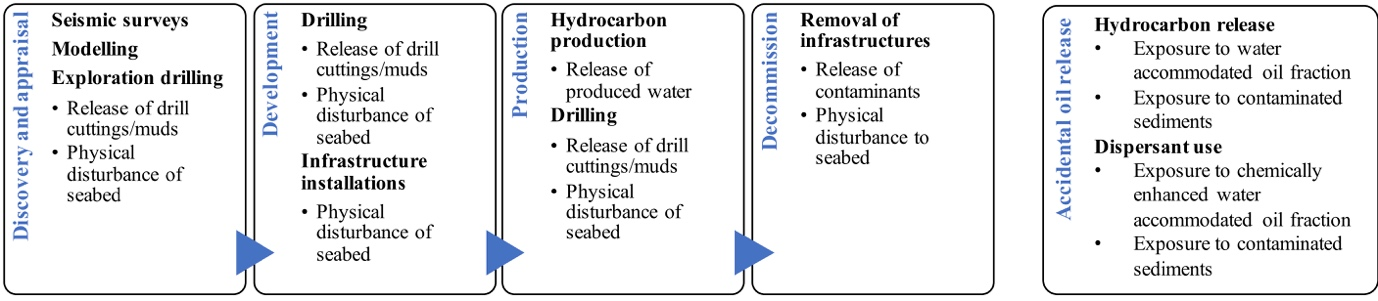 Discovery and appraisal
Seismic surveys
Modelling
Exploration drilling
• Release of drill
cuttings/muds
• Physical
disturbance of
seabed
Development
Drilling
• Release of drill
cuttings/muds
• Physical
disturbance of
seabed
Infrastructure
installations
• Physical
disturbance of
seabed
Production
Hydrocarbon
production
• Release of
produced water
Drilling
• Release of drill
cuttings/muds
• Physical
disturbance of
seabed
Decommission
Removal of
infrastructures
• Release of
contaminants
• Physical
disturbance to
seabed
Accidental oil release
Hydrocarbon release
• Exposure to water
accommodated oil fraction
• Exposure to contaminated
sediments
Dispersant use
• Exposure to chemically
enhanced water
accommodated oil fraction
• Exposure to contaminated
sediments